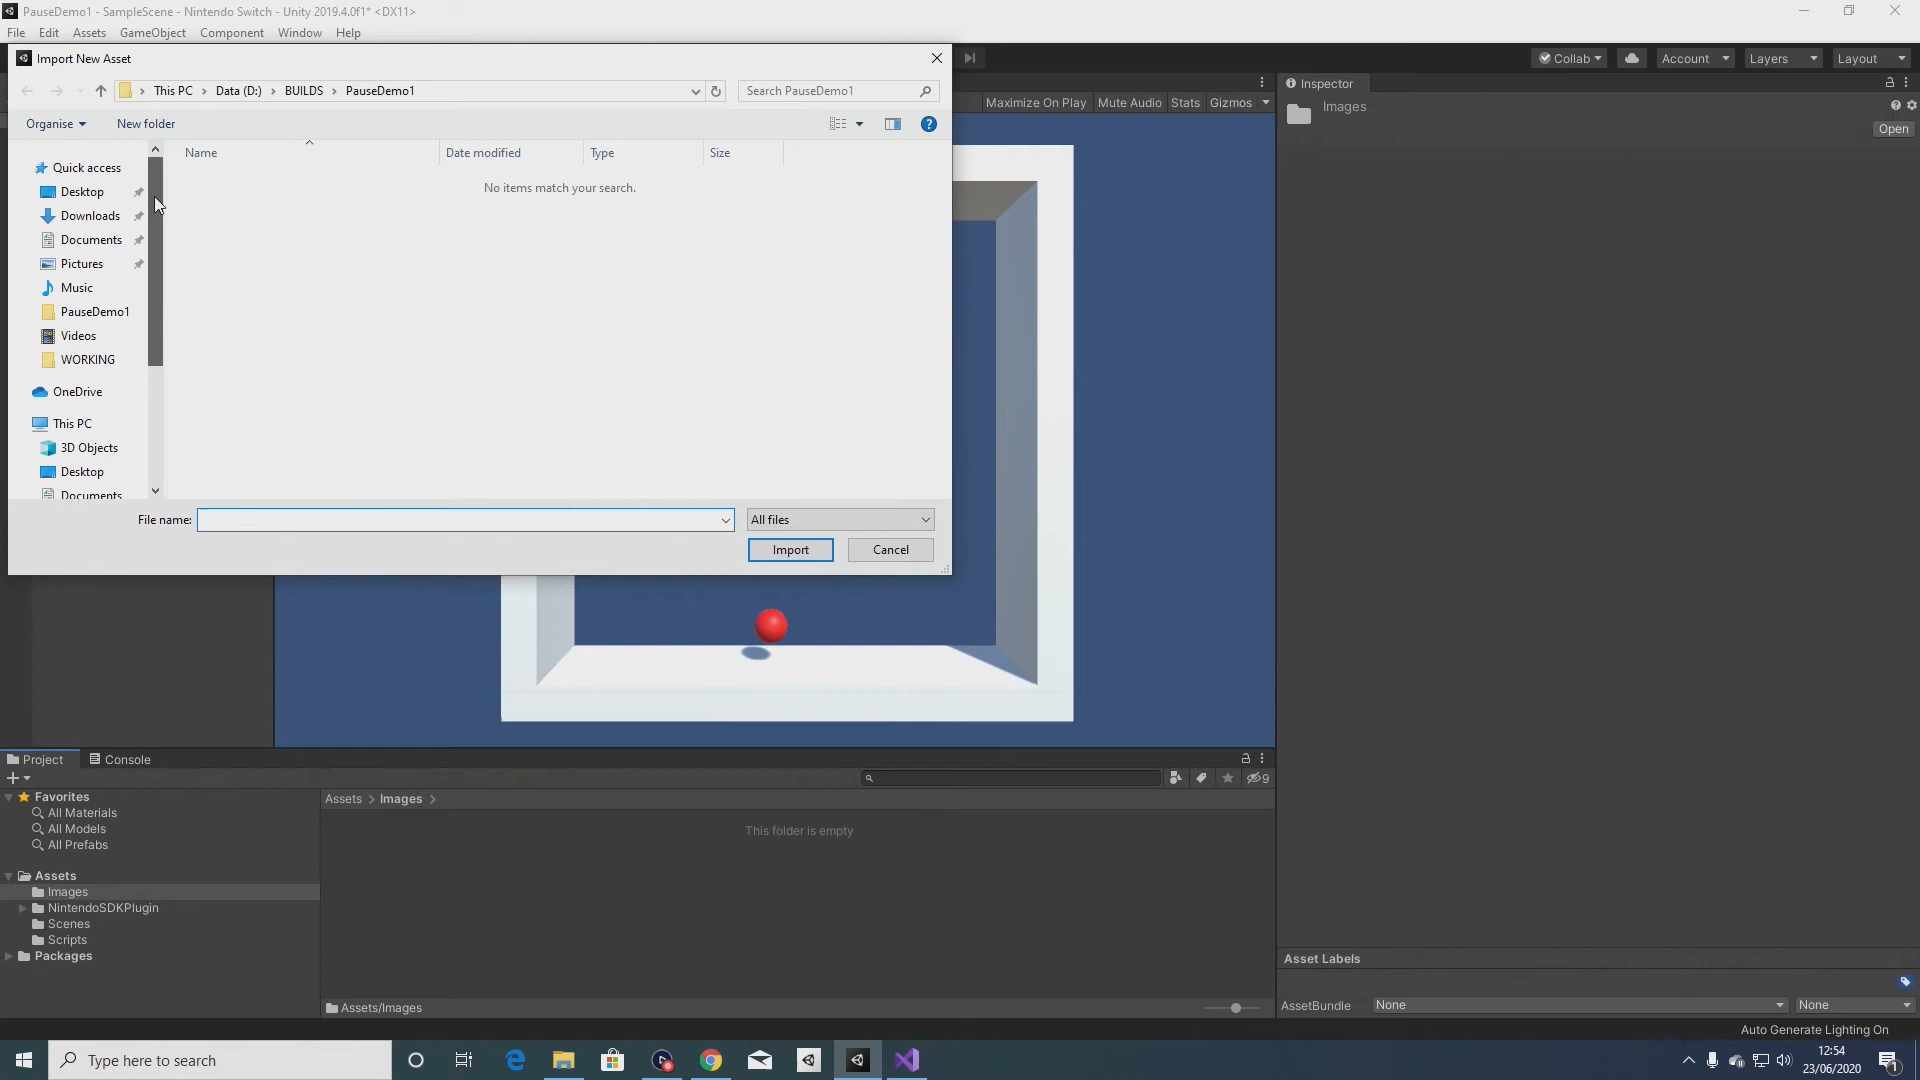 PauseDemo1 - SampleScene - Nintendo Switch - Unity 2019.4.0f1* <DX11>
File Edit Assets GameObject Component Window Help
Import New Asset
This PC > Data (D:) > BUILDS > PauseDemo1
Search PauseDemo1
Organise
New folder
Name
Date modified
Type
Size
No items match your search.
Quick access
Desktop
Downloads
Documents
Pictures
Music
PauseDemo1
Videos
WORKING
OneDrive
This PC
3D Objects
Desktop
Documents
File name:
All files
Import
Cancel
Collab
Account
Layers
Layout
Maximize On Play
Mute Audio
Stats
Gizmos
Inspector
Images
Open
Project
Console
9
Favorites
All Materials
All Models
All Prefabs
Assets
Images
NintendoSDKPlugin
Scenes
Scripts
Packages
Assets > Images >
This folder is empty
Assets/Images
Asset Labels
AssetBundle
None
None
Auto Generate Lighting On
Type here to search
12:54
23/06/2020
1